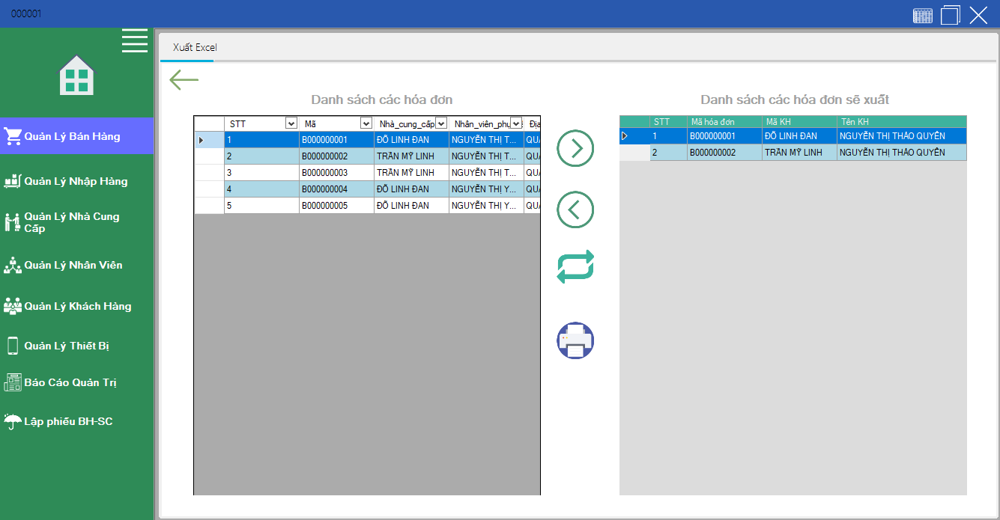 000001
Xuất Excel
Quản Lý Bán Hàng
Quản Lý Nhập Hàng
Quản Lý Nhà Cung
Cấp
Quản Lý Nhân Viên
Quản Lý Khách Hàng
Quản Lý Thiết Bị
Báo Cáo Quản Trị
Lập phiếu BH-SC
Danh sách các hóa đơn
STT Mã Nhà_cung_cấp Nhân_viên_phụ Địa
1 B000000001 ĐỖ LINH ĐAN NGUYỄN THỊ T... QUẢ
2 B000000002 TRẦN MỸ LINH NGUYỄN THỊ T... QUẢ
3 B000000003 TRẦN MỸ LINH NGUYỄN THỊ T... QUẢ
4 B000000004 ĐỖ LINH ĐAN NGUYỄN THỊ Y... QUẢ
5 B000000005 ĐỖ LINH ĐAN NGUYỄN THỊ Y... QUẢ
Danh sách các hóa đơn sẽ xuất
STT Mã hóa đơn Mã KH Tên KH
1 B000000001 ĐỖ LINH ĐAN NGUYỄN THỊ THẢO QUYÊN
2 B000000002 TRẦN MỸ LINH NGUYỄN THỊ THẢO QUYÊN